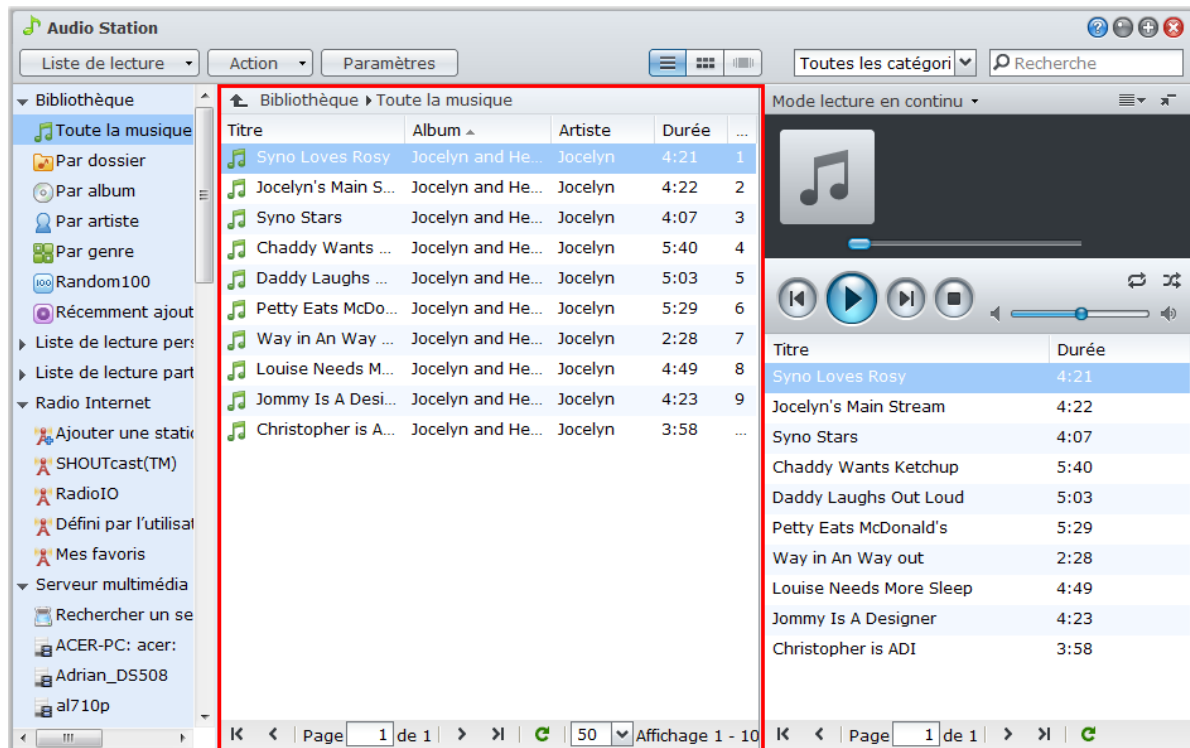 Audio Station
Liste de lecture Action Paramètres Toutes les catégori Recherche
Bibliothèque
Toute la musique
Par dossier
Par album
Par artiste
Par genre
100 Random100
Récemment ajout
Liste de lecture pers
Liste de lecture part
Radio Internet
Ajouter une statio
SHOUTcast(TM)
RadioIO
Défini par l'utilisat
Mes favoris
Serveur multimédia
Rechercher un se
ACER-PC: acer:
Adrian_DS508
al710p
Bibliothèque Toute la musique
Titre Album Artiste Durée ...
Syno Loves Rosy Jocelyn and He... Jocelyn 4:21 1
Jocelyn's Main S... Jocelyn and He... Jocelyn 4:22 2
Syno Stars Jocelyn and He... Jocelyn 4:07 3
Chaddy Wants ... Jocelyn and He... Jocelyn 5:40 4
Daddy Laughs ... Jocelyn and He... Jocelyn 5:03 5
Petty Eats McDo... Jocelyn and He... Jocelyn 5:29 6
Way in An Way ... Jocelyn and He... Jocelyn 2:28 7
Louise Needs M... Jocelyn and He... Jocelyn 4:49 8
Jommy Is A Desi... Jocelyn and He... Jocelyn 4:23 9
Christopher is A... Jocelyn and He... Jocelyn 3:58 ...
Page 1 de 1 50 Affichage 1 - 10
Mode lecture en continu
Titre Durée
Syno Loves Rosy 4:21
Jocelyn's Main Stream 4:22
Syno Stars 4:07
Chaddy Wants Ketchup 5:40
Daddy Laughs Out Loud 5:03
Petty Eats McDonald's 5:29
Way in An Way out 2:28
Louise Needs More Sleep 4:49
Jommy Is A Designer 4:23
Christopher is ADI 3:58
Page 1 de 1